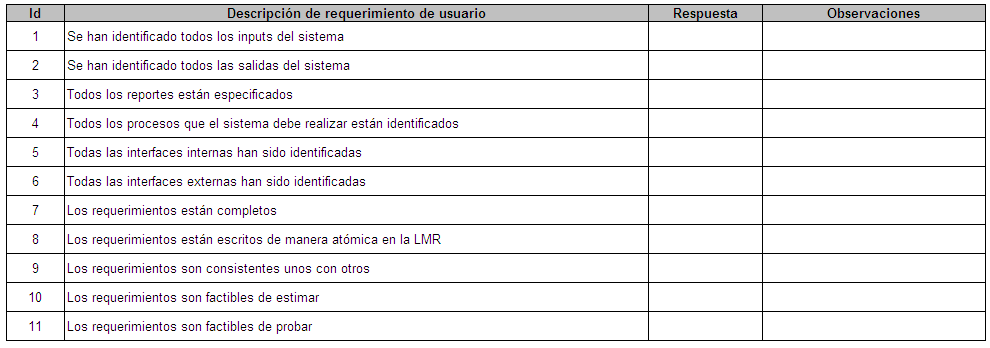 Id Descripción de requerimiento de usuario Respuesta Observaciones
1 Se han identificado todos los inputs del sistema
2 Se han identificado todos las salidas del sistema
3 Todos los reportes están especificados
4 Todos los procesos que el sistema debe realizar están identificados
5 Todas las interfaces internas han sido identificadas
6 Todas las interfaces externas han sido identificadas
7 Los requerimientos están completos
8 Los requerimientos están escritos de manera atómica en la LMR
9 Los requerimientos son consistentes unos con otros
10 Los requerimientos son factibles de estimar
11 Los requerimientos son factibles de probar